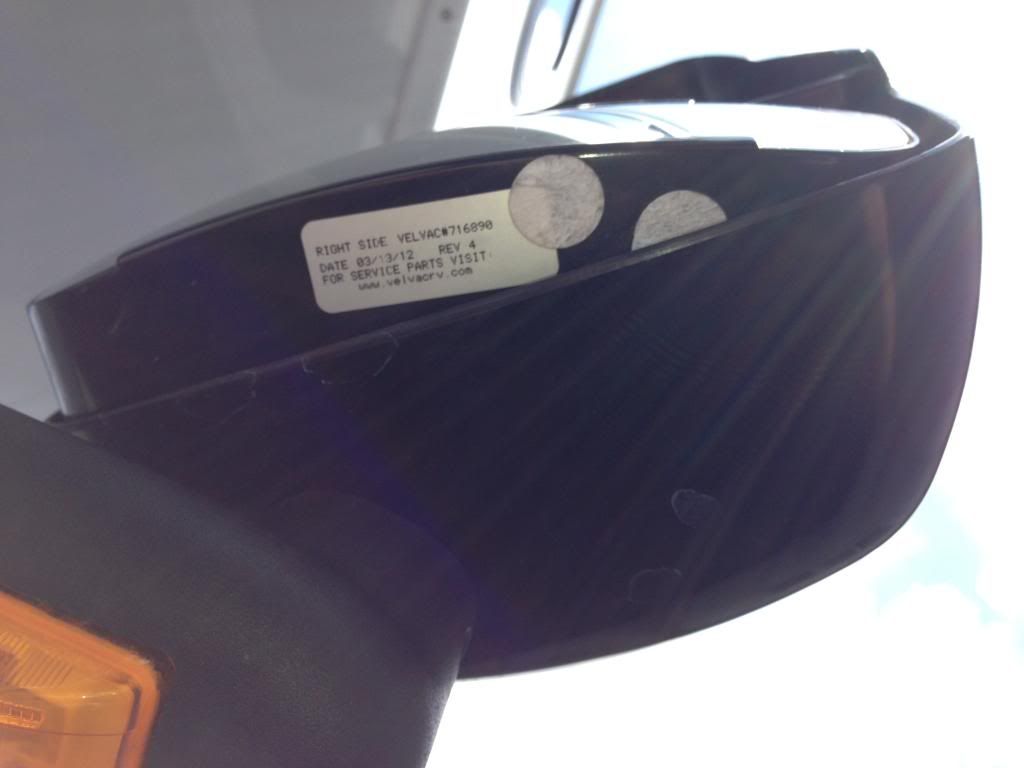 RIGHT SIDE VELVAC#716890
DATE 03/13/12 REV 4
FOR SERVICE PARTS VISIT:
www.velvacrv.com